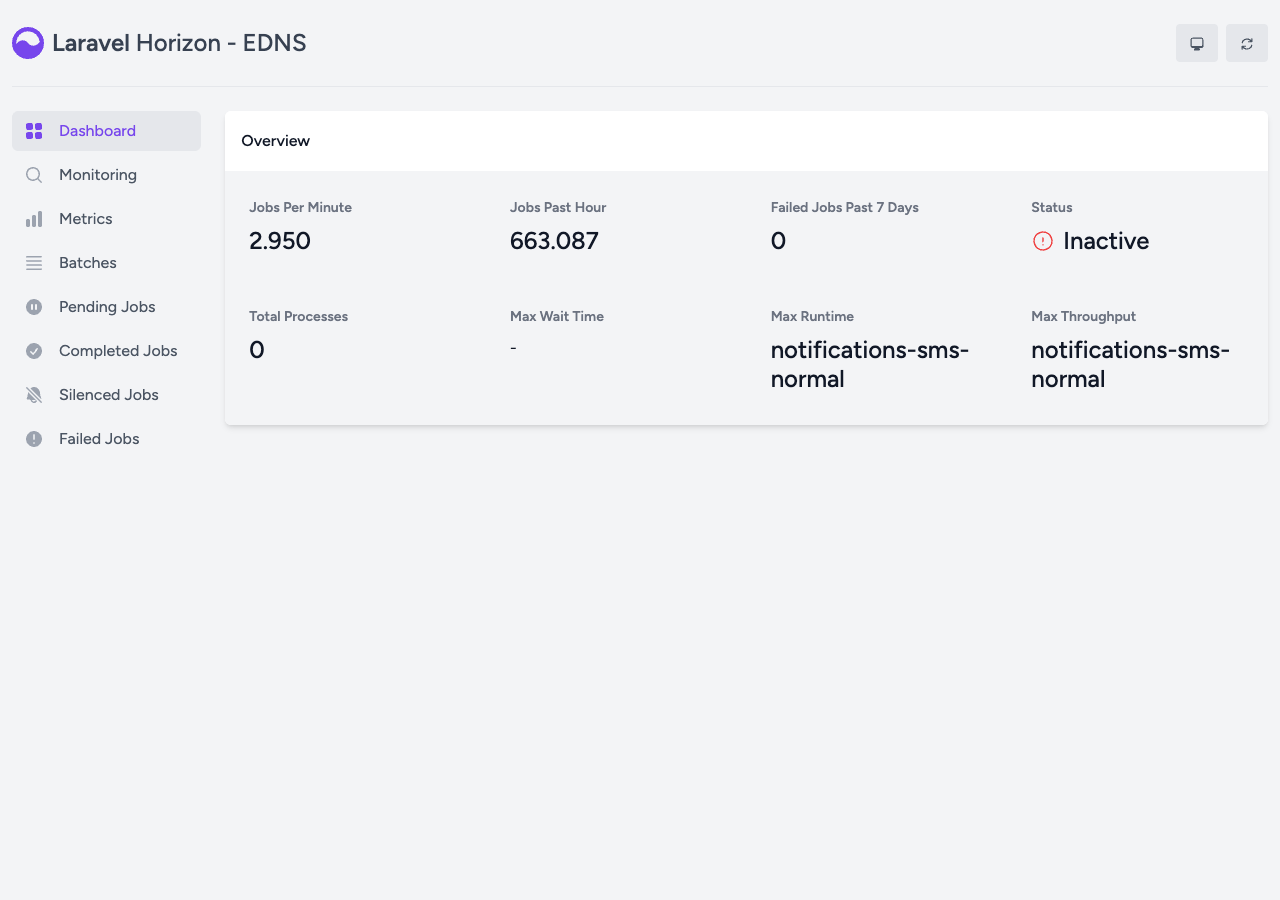 Laravel Horizon - EDNS
Dashboard
Monitoring
Metrics
Batches
Pending Jobs
Completed Jobs
Silenced Jobs
Failed Jobs
Overview
Jobs Per Minute
2.950
Jobs Past Hour
663.087
Failed Jobs Past 7 Days
0
Status
Inactive
Total Processes
0
Max Wait Time
-
Max Runtime
notifications-sms-
normal
Max Throughput
notifications-sms-
normal